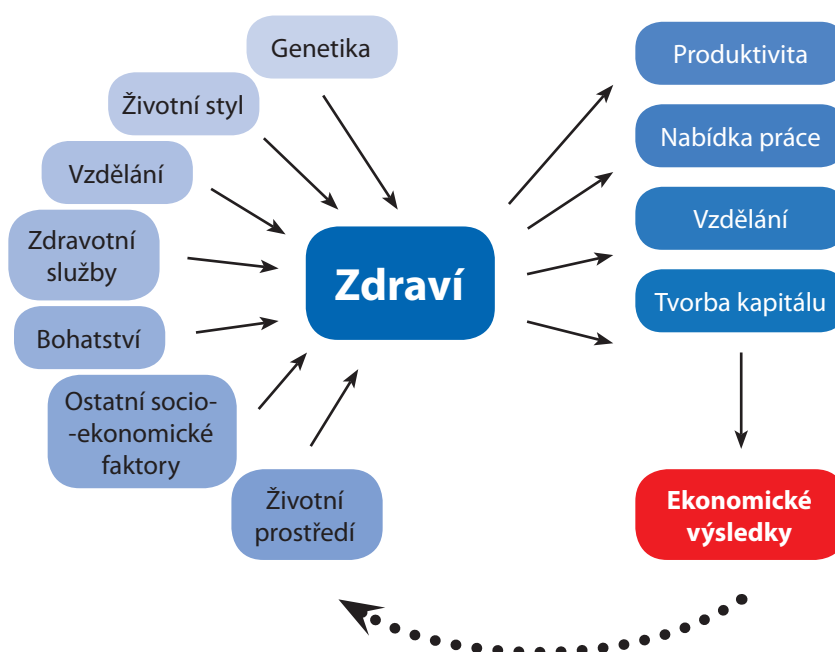 Genetika
Životní styl
Vzdělání
Zdravotní
služby
Bohatství
Ostatní socio-
-ekonomické
faktory
Životní
prostředí
Zdraví
Produktivita
Nabídka práce
Vzdělání
Tvorba kapitálu
Ekonomické
výsledky